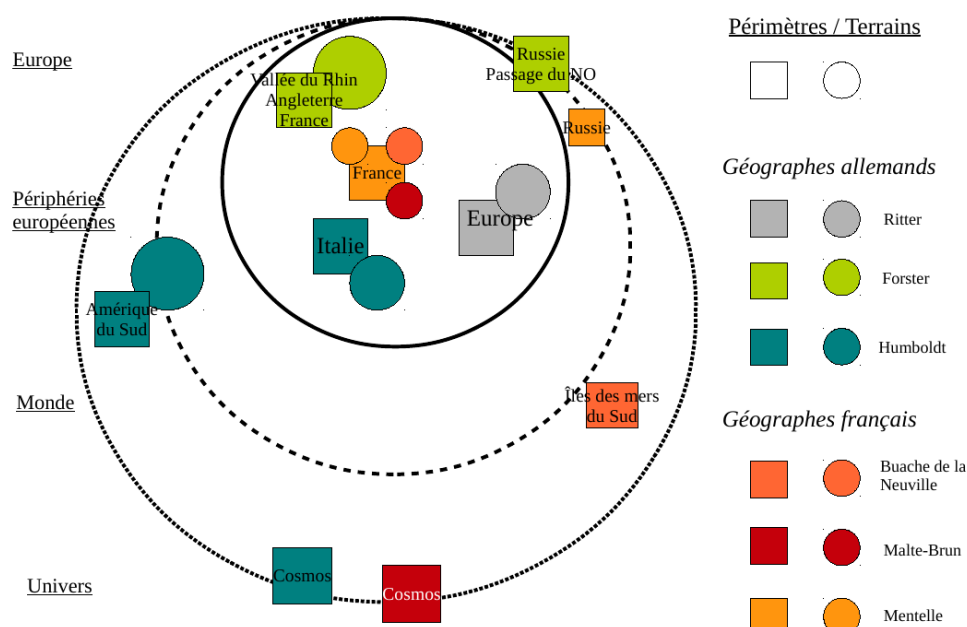 Europe
Périphéries
européennes
Monde
Univers
Vallée du Rhin
Angleterre
France
Russie
Passage du NO
Russie
France
Europe
Italie
Amérique
du Sud
Îles des mers
du Sud
Cosmos
Cosmos
Périmètres / Terrains
Géographes allemands
Ritter
Forster
Humboldt
Géographes français
Buache de la
Neuville
Malte-Brun
Mentelle